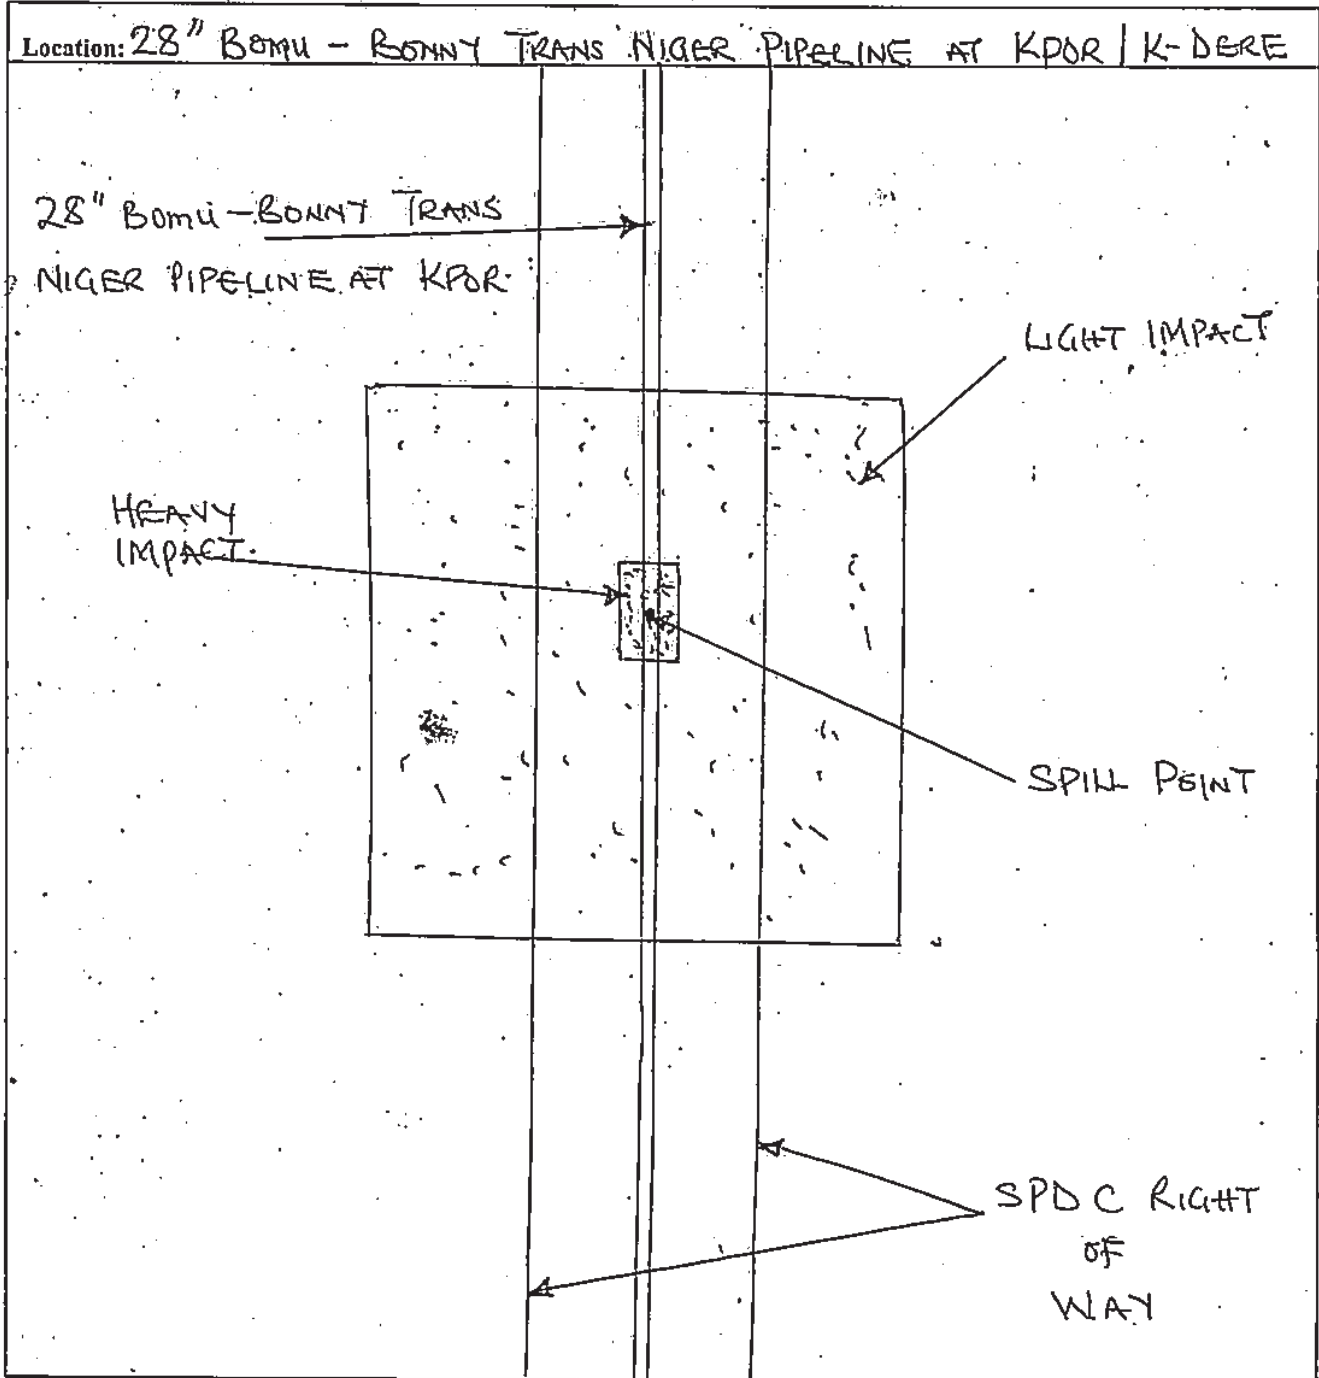 Location: 28" BOMU - BONNY TRANS NIGER PIPELINE AT KPOR / K-DERE
28" BOMU - BONNY TRANS
NIGER PIPELINE AT KPOR
LIGHT IMPACT
HEAVY
IMPACT
SPILL POINT
SPDC RIGHT
OF
WAY